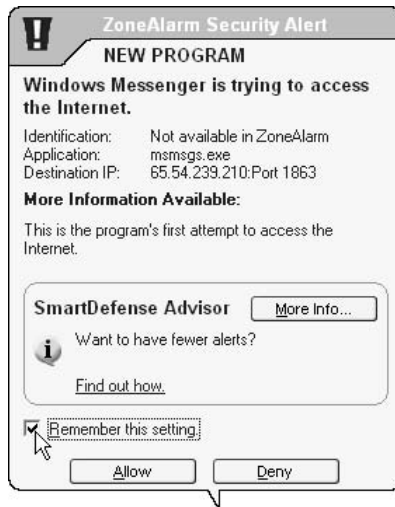 ZoneAlarm Security Alert
NEW PROGRAM
Windows Messenger is trying to access
the Internet.
Identification: Not available in ZoneAlarm
Application: msmsgs.exe
Destination IP: 65.54.239.210:Port 1863
More Information Available:
This is the program's first attempt to access the
Internet.
SmartDefense Advisor More Info...
Want to have fewer alerts?
Find out how.
Remember this setting.
Allow Deny